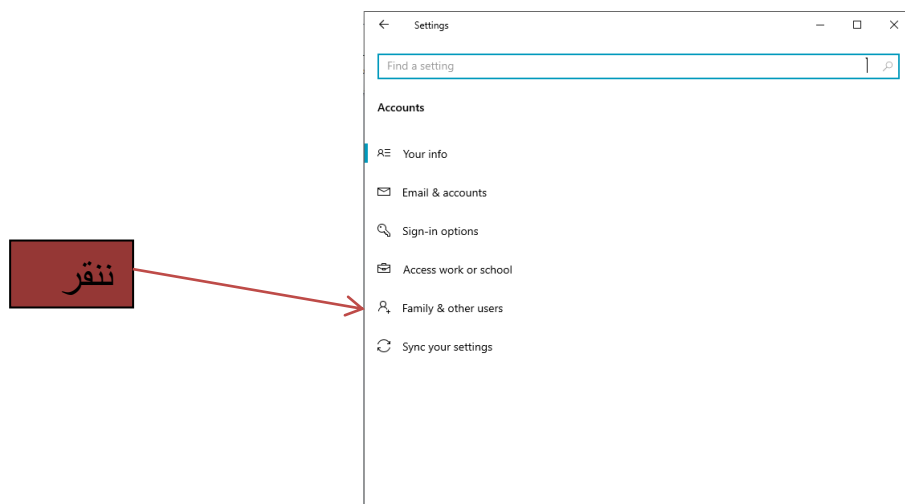 Settings
Find a setting
Accounts
Your info
Email & accounts
Sign-in options
Access work or school
ننقر
Family & other users
Sync your settings